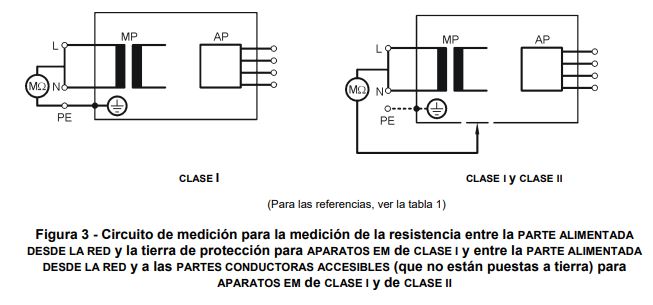 MP
AP
L
MΩ
N
PE
CLASE I
MP
AP
L
MΩ
N
PE
CLASE I y CLASE II
(Para las referencias, ver la tabla 1)
Figura 3 - Circuito de medición para la medición de la resistencia entre la PARTE ALIMENTADA
DESDE LA RED y la tierra de protección para APARATOS EM de CLASE I y entre la PARTE ALIMENTADA
DESDE LA RED y a las PARTES CONDUCTORAS ACCESIBLES (que no están puestas a tierra) para
APARATOS EM de CLASE I y de CLASE II